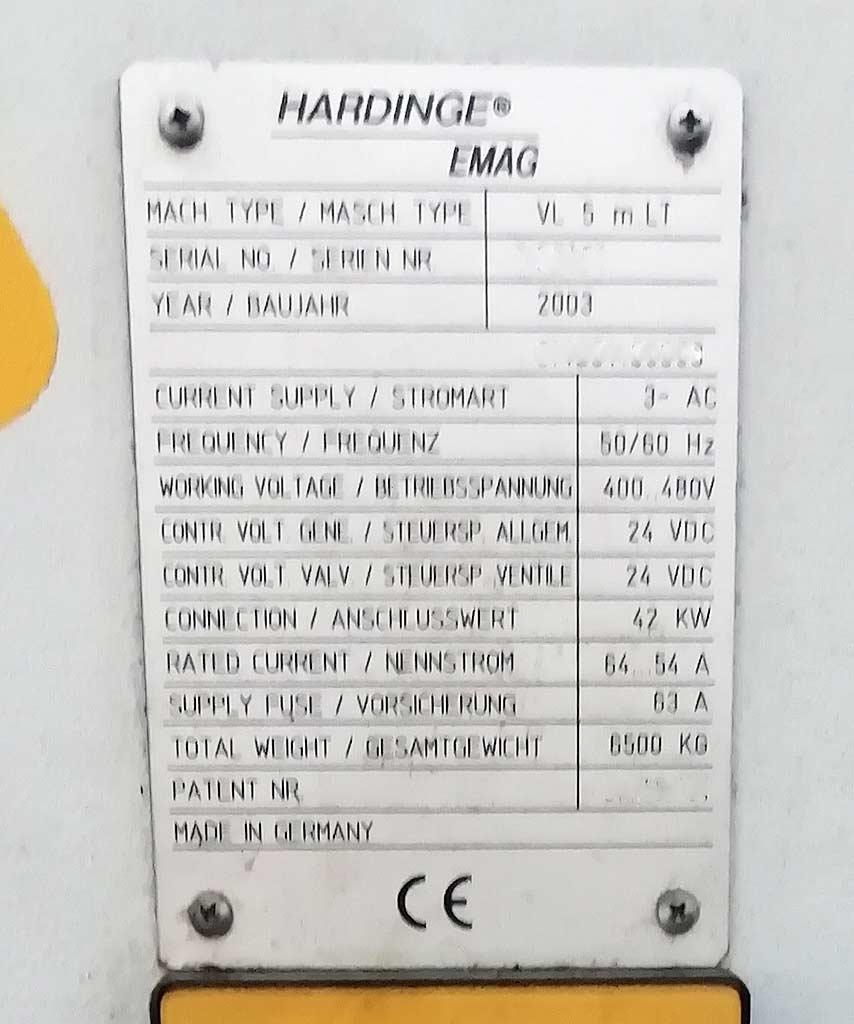 HARDINGE®
EMAG
MACH. TYPE / MASCH. TYPE VL 5 m LT
SERIAL NO. / SERIEN NR.
YEAR / BAUJAHR 2003
CURRENT SUPPLY / STROMART 3~ AC
FREQUENCY / FREQUENZ 50/60 Hz
WORKING VOLTAGE / BETRIEBSSPANNUNG 400...480V
CONTR. VOLT GENE. / STEUERSP. ALLGEM. 24 VDC
CONTR. VOLT VALV / STEUERSP. VENTILE 24 VDC
CONNECTION / ANSCHLUSSWERT 42 KW
RATED CURRENT / NENNSTROM 64...54 A
SUPPLY FUSE / VORSICHERUNG 63 A
TOTAL WEIGHT / GESAMTGEWICHT 6500 KG
PATENT NR.
MADE IN GERMANY
CE